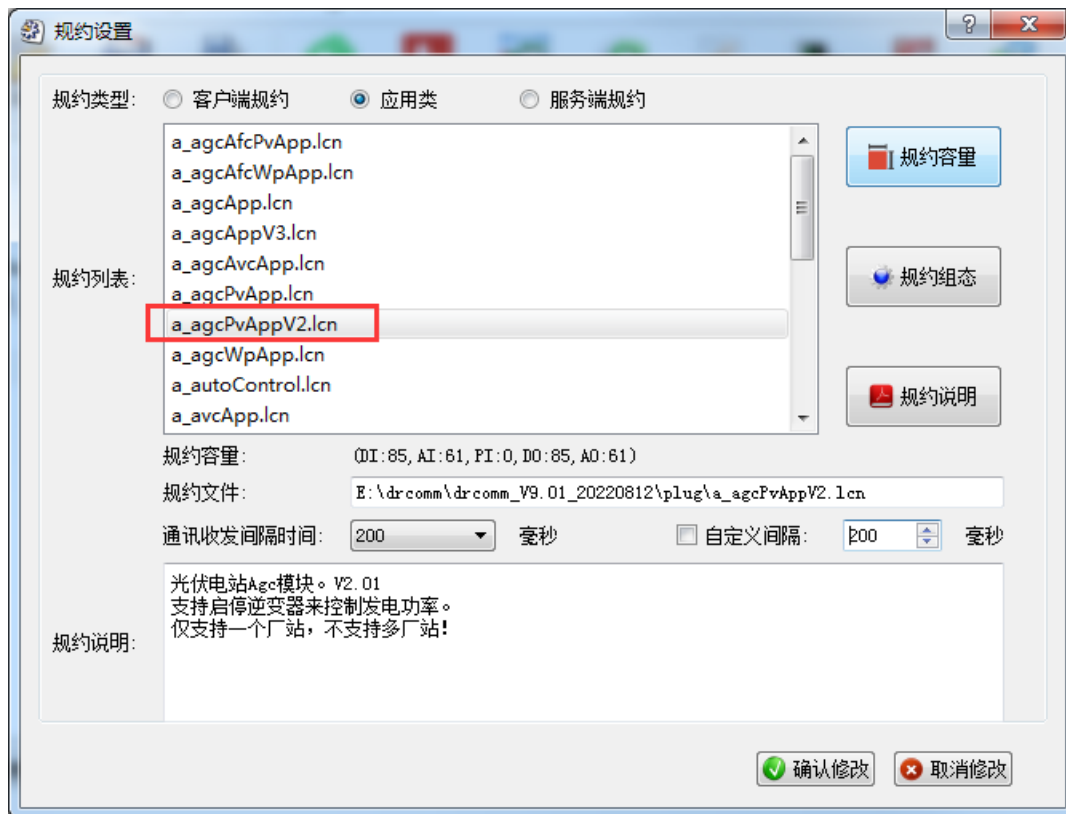 规约设置
规约类型: 客户端规约 应用类 服务端规约
a_agcAfcPvApp.lcn
a_agcAfcWpApp.lcn
a_agcApp.lcn
a_agcAppV3.lcn
a_agcAvcApp.lcn
a_agcPvApp.lcn
a_agcPvAppV2.lcn
a_agcWpApp.lcn
a_autoControl.lcn
a_avcApp.lcn
规约列表:
规约容量
规约组态
规约说明
规约容量: (DI:85,AI:61,PI:0,DO:85,AO:61)
规约文件: E:\drcomm\drcomm_V9.01_20220812\plug\a_agcPvAppV2.lcn
通讯收发间隔时间: 200 毫秒 自定义间隔: 200 毫秒
规约说明:
光伏电站Agc模块。V2.01
支持启停逆变器来控制发电功率。
仅支持一个厂站，不支持多厂站!
确认修改 取消修改